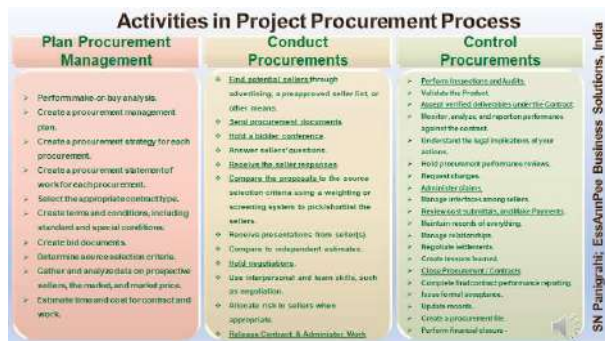 Activities in Project Procurement Process
Plan Procurement
Management
➤ Perform make-or-buy analysis.
➤ Create a procurement management
plan.
➤ Create a procurement strategy for each
procurement.
➤ Create a procurement statement of
work for each procurement.
➤ Select the appropriate contract type.
➤ Create terms and conditions, including
standard and special conditions.
➤ Create bid documents.
➤ Determine source selection criteria.
➤ Gather and analyze data on prospective
sellers, the market, and market price.
➤ Estimate time and cost for contract and
work.
Conduct
Procurements
Find potential sellers through
advertising, a preapproved seller list, or
other means.
Send procurement documents
Hold a bidder conference.
Answer sellers' questions.
Receive the seller responses.
Compare the proposals to the source
selection criteria using a weighting or
screening system to pick/shortlist the
sellers.
Receive presentations from seller(s)
Compare to independent estimates.
Hold negotiations.
Use interpersonal and team skills, such
as negotiation.
Allocate risk to sellers when
appropriate.
Release Contract & Administer Work
Control
Procurements
➤ Perform Inspections and Audits.
➤ Validate the Product.
➤ Accept verified deliverables under the Contract
➤ Monitor, analyze, and report on performance
against the contract.
➤ Understand the legal implications of your
actions.
➤ Hold procurement performance reviews.
➤ Request changes.
➤ Administer claims.
➤ Manage interfaces among sellers.
➤ Review cost submittals, and Make Payments.
➤ Maintain records of everything.
➤ Manage relationships.
➤ Negotiate settlements.
➤ Create lessons learned.
➤ Close Procurement / Contracts
➤ Complete final contract performance reporting
➤ Issue formal acceptance.
➤ Update records.
➤ Create a procurement file.
➤ Perform financial closure -
SN Panigrahi; EssAnnPee Business Solutions, India